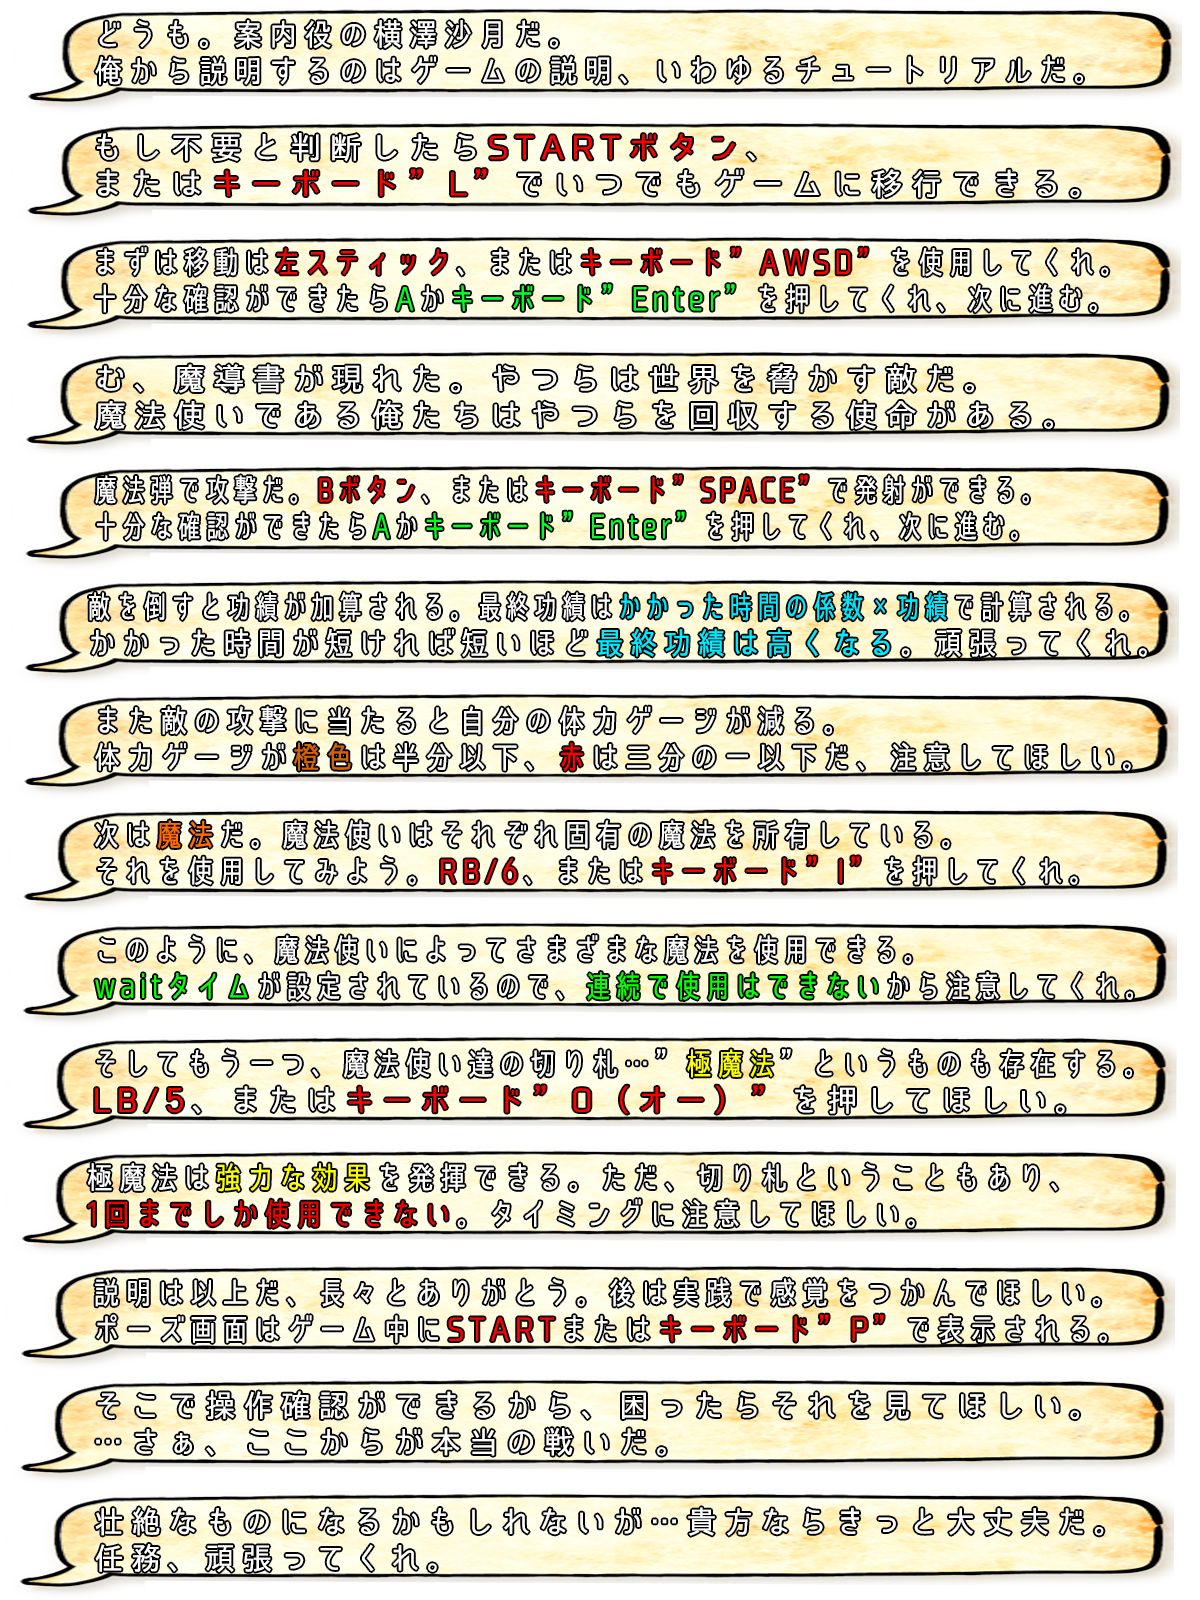 どうも。案内役の横澤沙月だ。
俺から説明するのはゲームの説明、いわゆるチュートリアルだ。
もし不要と判断したらSTARTボタン、
またはキーボード”L”でいつでもゲームに移行できる。
まずは移動は左スティック、またはキーボード”AWSD”を使用してくれ。
十分な確認ができたらAかキーボード”Enter”を押してくれ、次に進む。
む、魔導書が現れた。やつらは世界を脅かす敵だ。
魔法使いである俺たちはやつらを回収する使命がある。
魔法弾で攻撃だ。Bボタン、またはキーボード”SPACE”で発射ができる。
十分な確認ができたらAかキーボード”Enter”を押してくれ、次に進む。
敵を倒すと功績が加算される。最終功績はかかった時間の係数×功績で計算される。
かかった時間が短ければ短いほど最終功績は高くなる。頑張ってくれ。
また敵の攻撃に当たると自分の体力ゲージが減る。
体力ゲージが橙色は半分以下、赤は三分の一以下だ、注意してほしい。
次は魔法だ。魔法使いはそれぞれ固有の魔法を所有している。
それを使用してみよう。RB/6、またはキーボード”I”を押してくれ。
このように、魔法使いによってさまざまな魔法を使用できる。
waitタイムが設定されているので、連続で使用はできないから注意してくれ。
そしてもう一つ、魔法使い達の切り札…”極魔法”というものも存在する。
LB/5、またはキーボード”O（オー）”を押してほしい。
極魔法は強力な効果を発揮できる。ただ、切り札ということもあり、
1回までしか使用できない。タイミングに注意してほしい。
説明は以上だ、長々とありがとう。後は実践で感覚をつかんでほしい。
ポーズ画面はゲーム中にSTARTまたはキーボード”P”で表示される。
そこで操作確認ができるから、困ったらそれを見てほしい。
…さぁ、ここからが本当の戦いだ。
壮絶なものになるかもしれないが…貴方ならきっと大丈夫だ。
任務、頑張ってくれ。